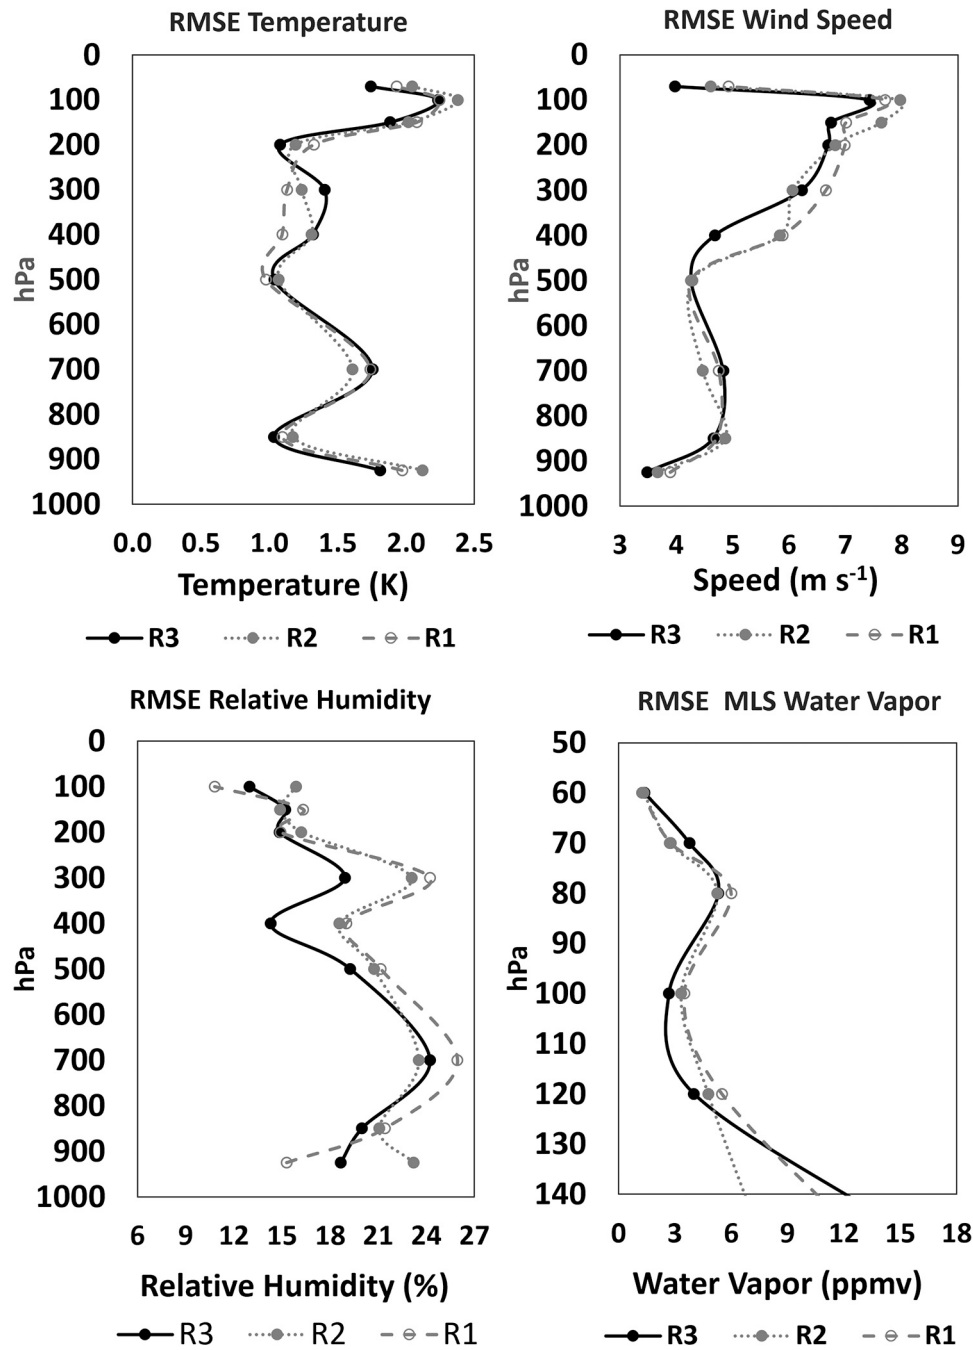 RMSE Temperature
0
100
200
300
400
500
600
700
800
900
1000
hPa
0.0 0.5 1.0 1.5 2.0 2.5
Temperature (K)
R3 R2 R1
RMSE Wind Speed
0
100
200
300
400
500
600
700
800
900
1000
hPa
3 4 5 6 7 8 9
Speed (m s-1)
R3 R2 R1
RMSE Relative Humidity
0
100
200
300
400
500
600
700
800
900
1000
hPa
6 9 12 15 18 21 24 27
Relative Humidity (%)
R3 R2 R1
RMSE MLS Water Vapor
50
60
70
80
90
100
110
120
130
140
hPa
0 3 6 9 12 15 18
Water Vapor (ppmv)
R3 R2 R1